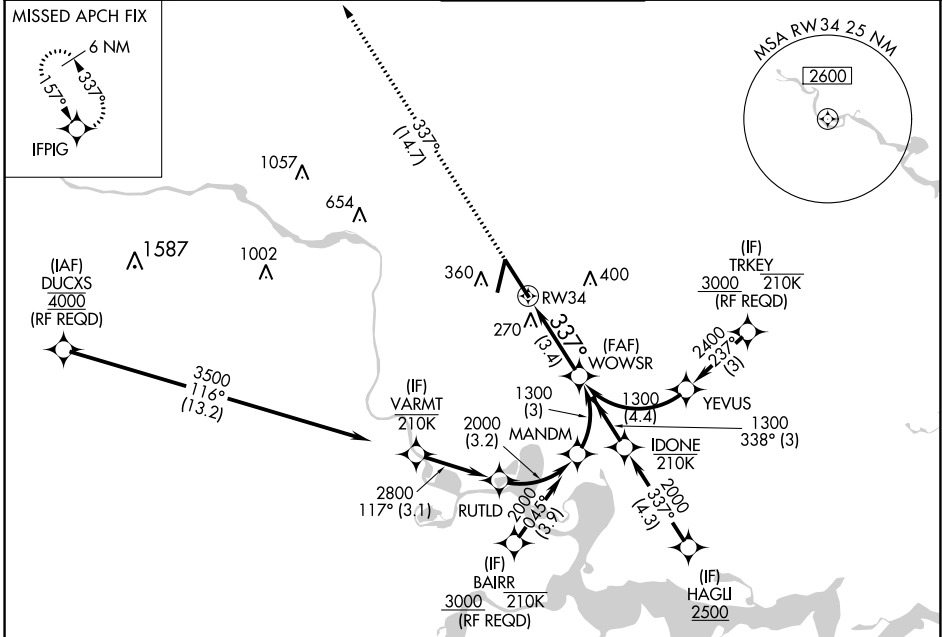 MISSED APCH FIX
6 NM
337°
157°
IFPIG
MSA RW34 25 NM
2600
337°
(14.7)
1057
654
1587
1002
360
400
270
RW34
(IAF)
DUCXS
4000
(RF REQD)
(IF)
TRKEY
3000 210K
(RF REQD)
337°
(3.4)
(FAF)
WOWSR
2400
237°
(3)
YEVUS
3500
116°
(13.2)
(IF)
VARMT
210K
1300
(3)
1300
(4.4)
2000
(3.2)
MANDM
IDONE
210K
1300
338° (3)
2800
117° (3.1)
RUTLD
2000
045°
(3.9)
2000
337°
(4.3)
(IF)
BAIRR
3000 210K
(RF REQD)
(IF)
HAGLI
2500